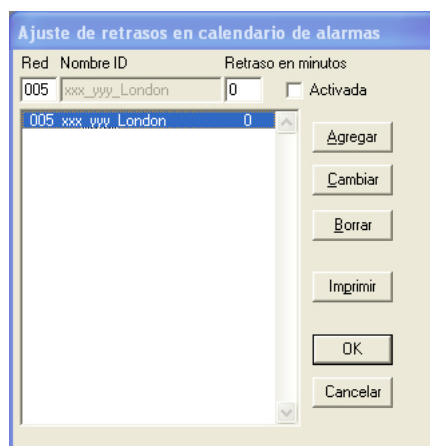 Ajuste de retrasos en calendario de alarmas
Red Nombre ID Retraso en minutos
005 xxx_yyy_London 0 Activada
005 xxx_yyy_London 0
Agregar
Cambiar
Borrar
Imprimir
OK
Cancelar